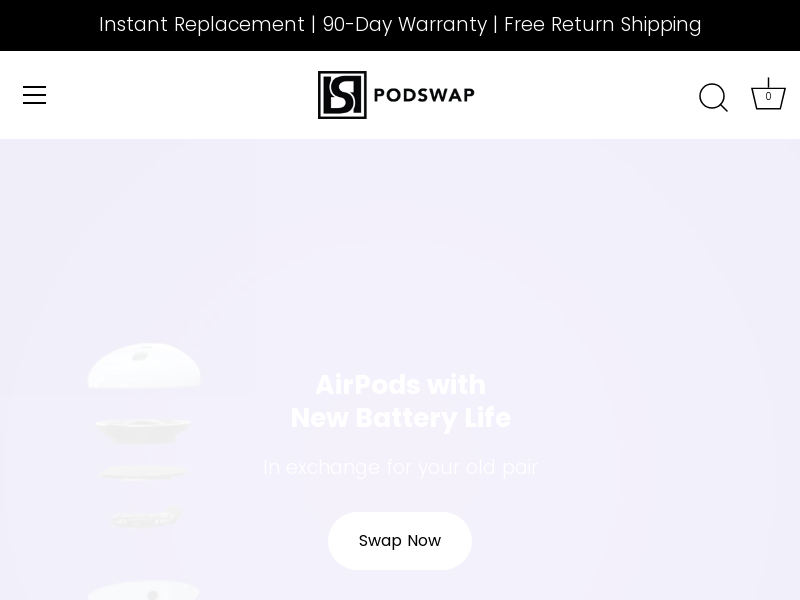 Instant Replacement | 90-Day Warranty | Free Return Shipping
PODSWAP
0
AirPods with
New Battery Life
In exchange for your old pair
Swap Now